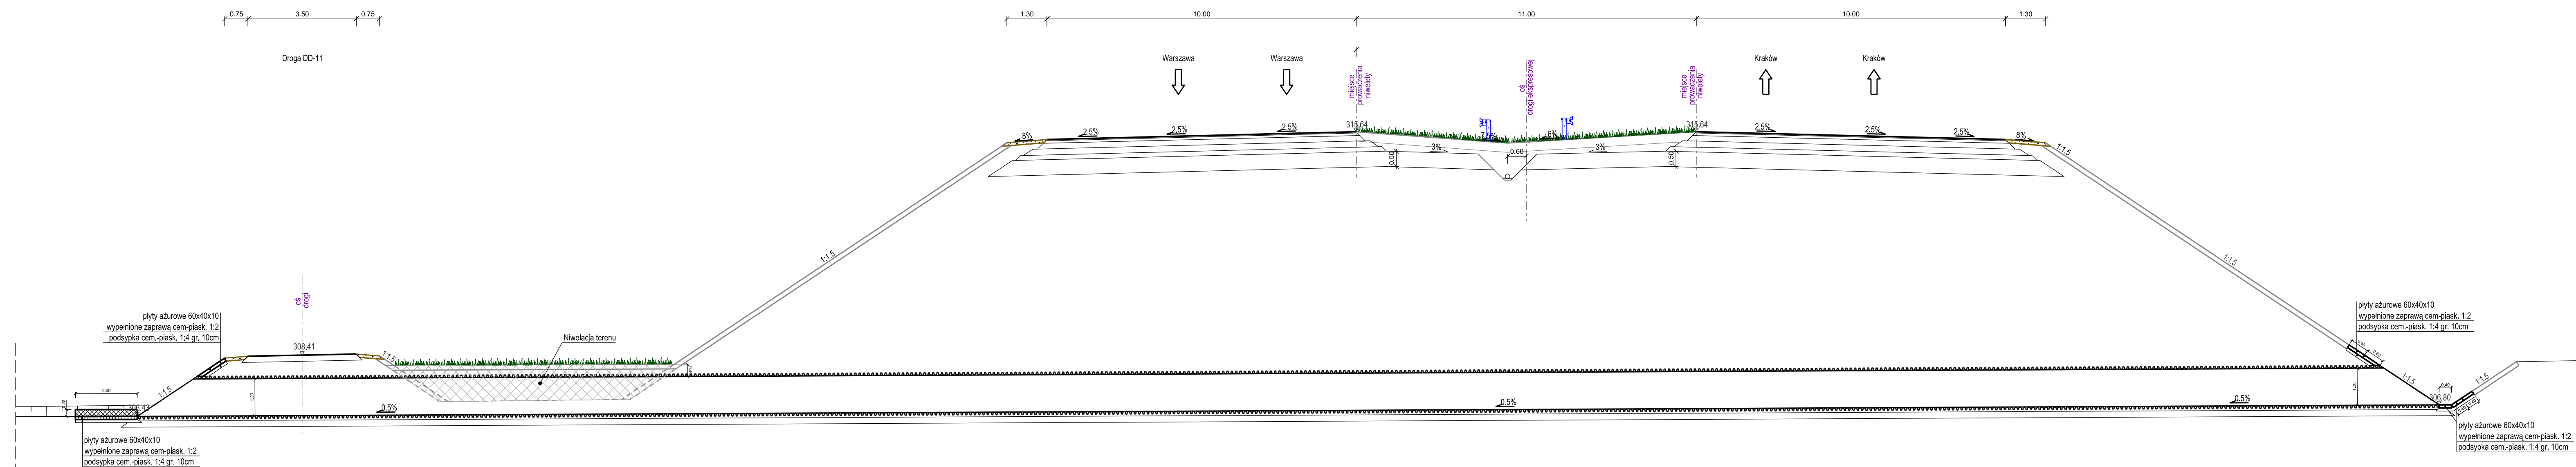 0.75 3.50 0.75
1.30 10.00 11.00 10.00 1.30
Droga DD-11
Warszawa
Warszawa
Kraków
Kraków
miejsce
prowadzenia
niwelety
oś
drogi ekspresowej
miejsce
prowadzenia
niwelety
8%
2.5%
2.5%
2.5%
315,64
6%
315,64
2.5%
2.5%
2.5%
8%
0.50
3%
0.60
3%
0.50
1:1.5
1:1.5
1:1.5
oś
drogi
308,41
1:1.5
płyty ażurowe 60x40x10
wypełnione zaprawą cem-piask. 1:2
podsypka cem.-piask. 1:4 gr. 10cm
Niwelacja terenu
płyty ażurowe 60x40x10
wypełnione zaprawą cem-piask. 1:2
podsypka cem.-piask. 1:4 gr. 10cm
1:1.5
1,20
0,5%
0,5%
0,5%
1,20
1:1.5
0,40
306,80
1:1.5
płyty ażurowe 60x40x10
wypełnione zaprawą cem-piask. 1:2
podsypka cem.-piask. 1:4 gr. 10cm
płyty ażurowe 60x40x10
wypełnione zaprawą cem-piask. 1:2
podsypka cem.-piask. 1:4 gr. 10cm